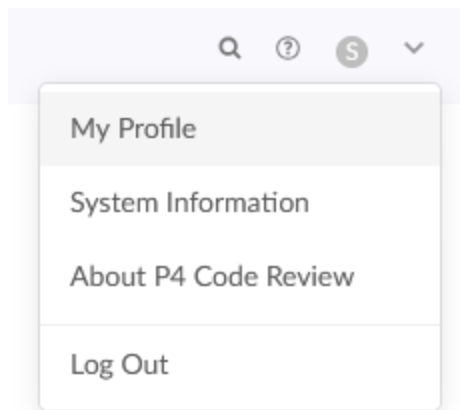 S
My Profile
System Information
About P4 Code Review
Log Out